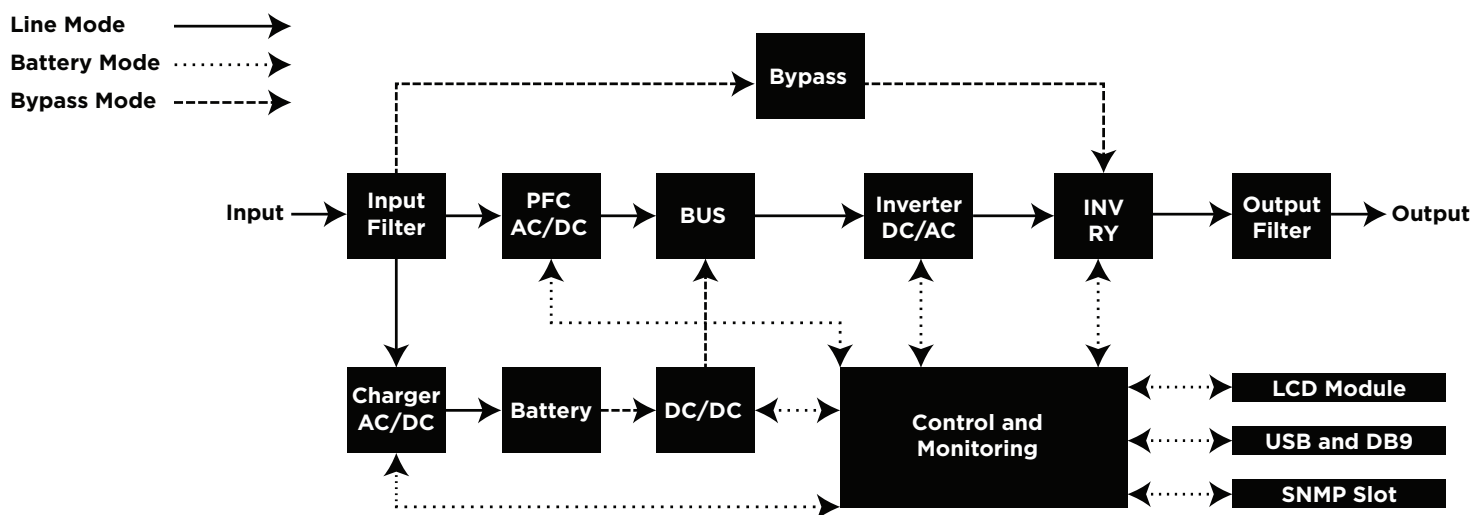 Line Mode
Battery Mode
Bypass Mode
Bypass
Input
Input
Filter
PFC
AC/DC
BUS
Inverter
DC/AC
INV
RY
Output
Filter
Output
Charger
AC/DC
Battery
DC/DC
Control and
Monitoring
LCD Module
USB and DB9
SNMP Slot